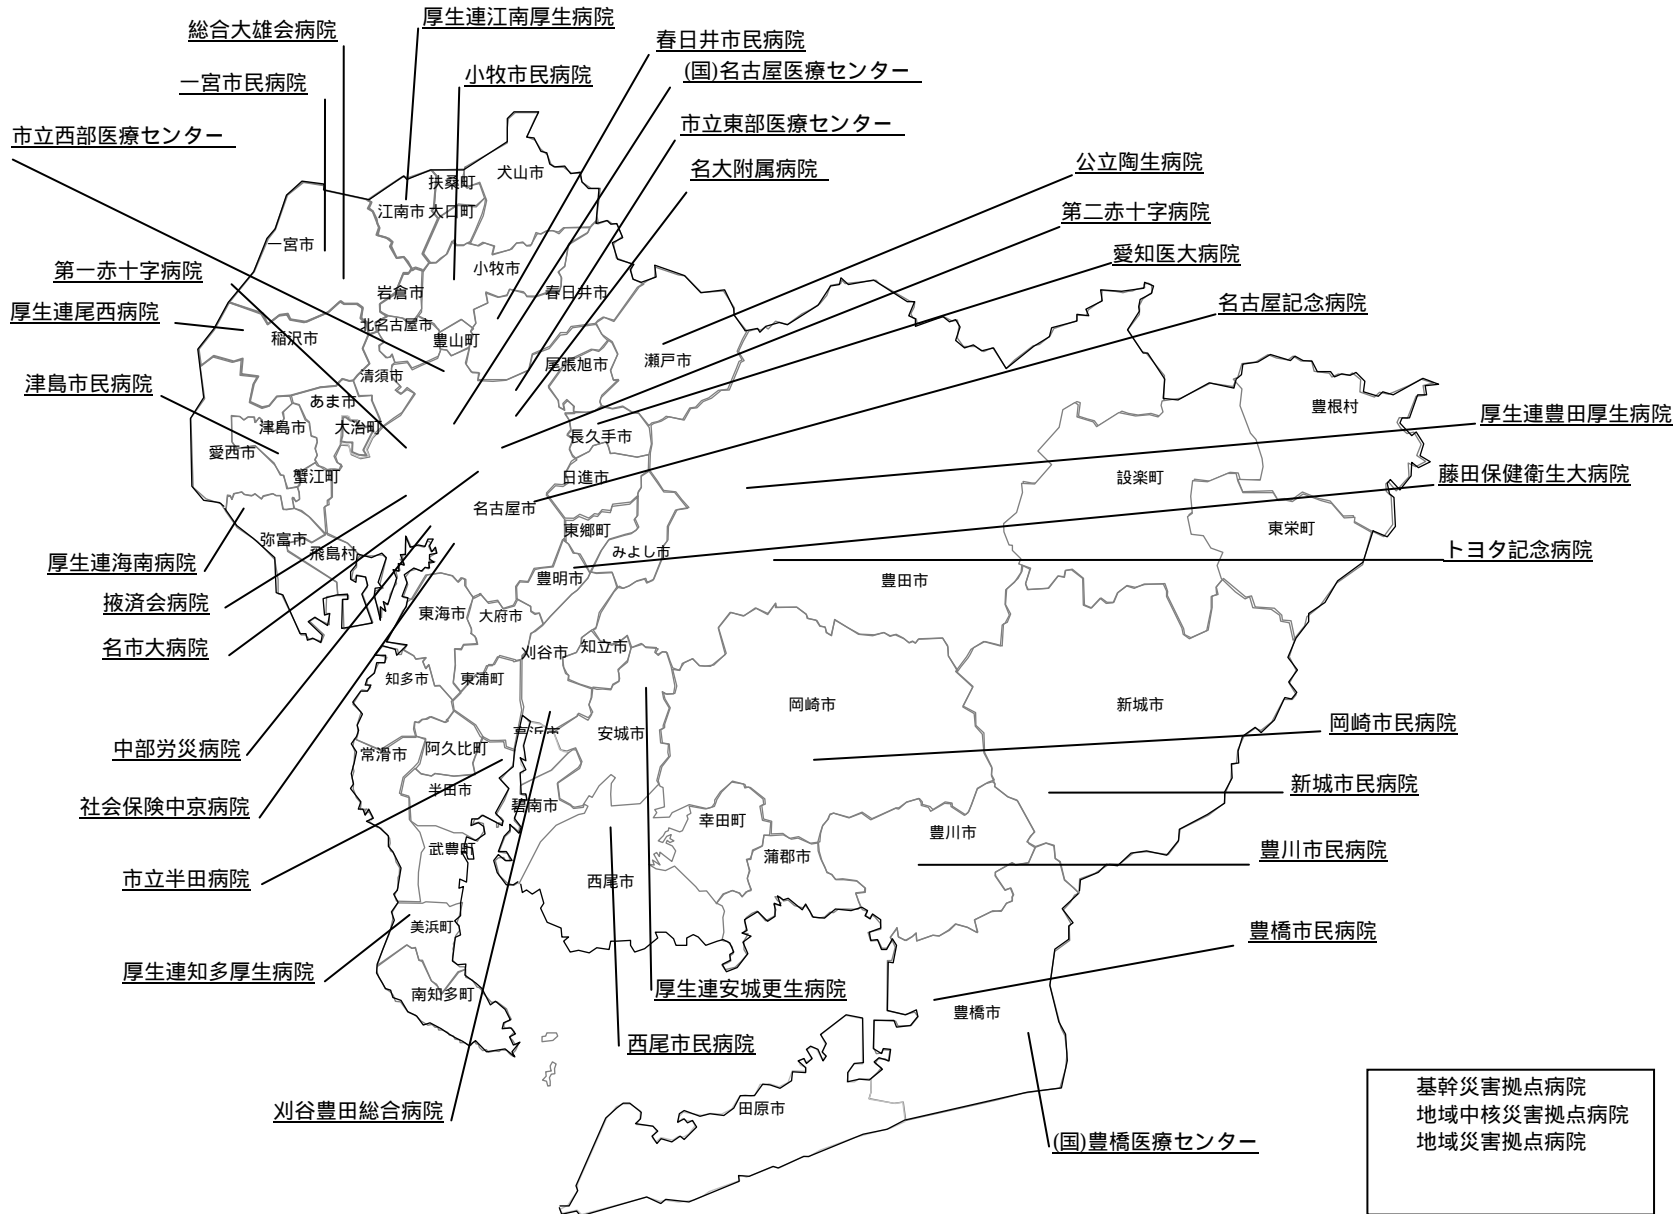 厚生連江南厚生病院
総合大雄会病院
春日井市民病院
(国)名古屋医療センター
小牧市民病院
一宮市民病院
市立東部医療センター
市立西部医療センター
名大附属病院
公立陶生病院
犬山市
扶桑町
江南市
大口町
第二赤十字病院
一宮市
愛知医大病院
第一赤十字病院
小牧市
岩倉市
春日井市
名古屋記念病院
厚生連尾西病院
北名古屋市
稲沢市
豊山町
尾張旭市
瀬戸市
清須市
津島市民病院
あま市
豊根村
厚生連豊田厚生病院
津島市
大治町
長久手市
愛西市
蟹江町
日進市
設楽町
藤田保健衛生大病院
名古屋市
東郷町
東栄町
弥富市
飛島村
みよし市
トヨタ記念病院
厚生連海南病院
豊明市
豊田市
掖済会病院
東海市
大府市
名市大病院
刈谷市
知立市
知多市
東浦町
岡崎市
新城市
岡崎市民病院
高浜市
安城市
中部労災病院
常滑市
阿久比町
新城市民病院
半田市
社会保険中京病院
碧南市
幸田町
豊川市
武豊町
蒲郡市
豊川市民病院
市立半田病院
西尾市
美浜町
豊橋市民病院
厚生連知多厚生病院
南知多町
厚生連安城更生病院
豊橋市
西尾市民病院
基幹災害拠点病院
刈谷豊田総合病院
田原市
地域中核災害拠点病院
(国)豊橋医療センター
地域災害拠点病院